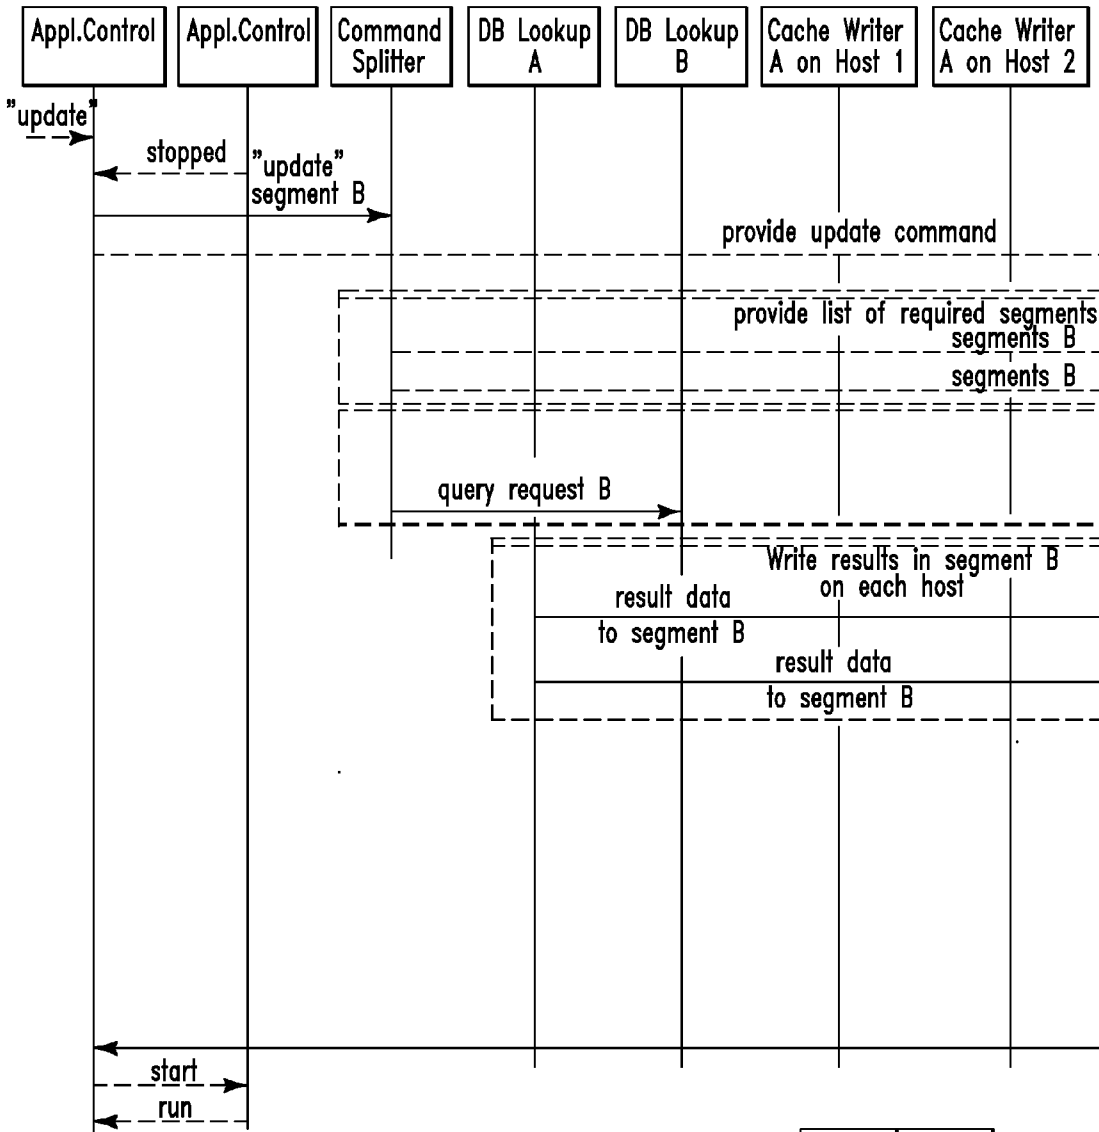 Appl.Control
Appl.Control
Command
Splitter
DB Lookup
A
DB Lookup
B
Cache Writer
A on Host 1
Cache Writer
A on Host 2
"update"
stopped
"update"
segment B
provide update command
provide list of required segments
segments B
segments B
query request B
Write results in segment B
on each host
result data
to segment B
result data
to segment B
start
run